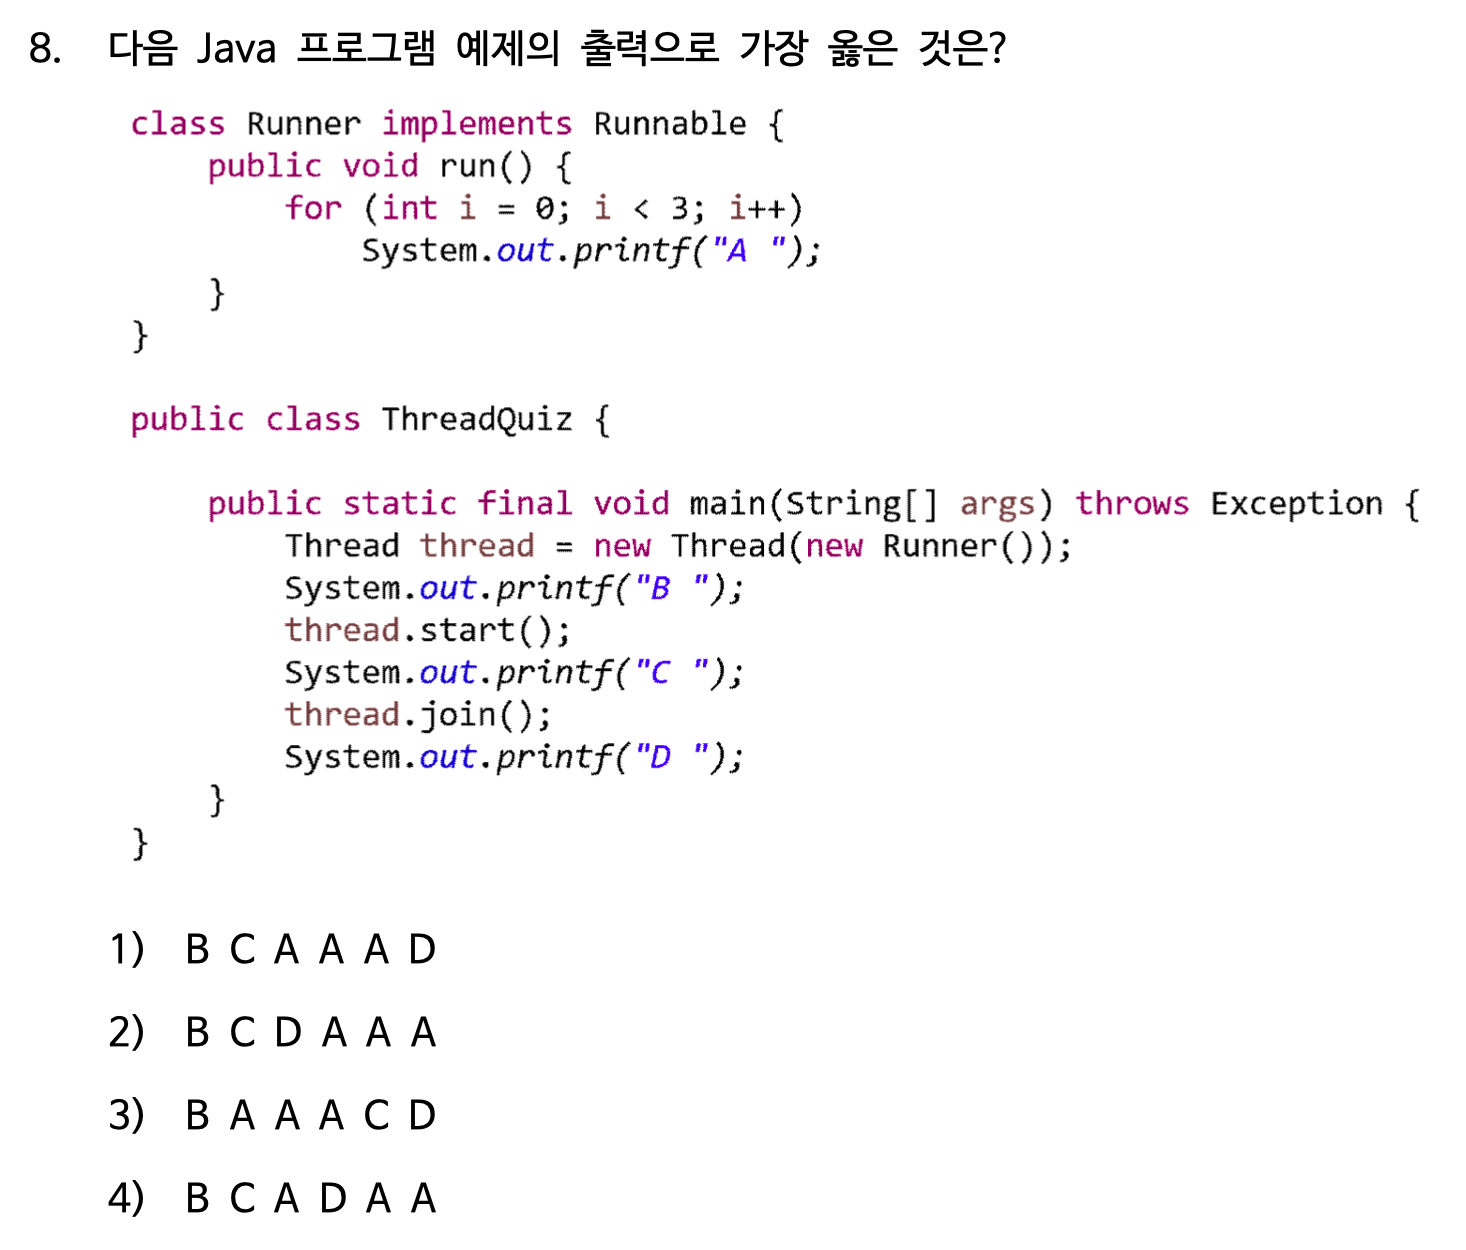 8. 다음 Java 프로그램 예제의 출력으로 가장 옳은 것은?
class Runner implements Runnable {
    public void run() {
        for (int i = 0; i < 3; i++)
            System.out.printf("A ");
    }
}
public class ThreadQuiz {
    public static final void main(String[] args) throws Exception {
        Thread thread = new Thread(new Runner());
        System.out.printf("B ");
        thread.start();
        System.out.printf("C ");
        thread.join();
        System.out.printf("D ");
    }
}
1) B C A A A D
2) B C D A A A
3) B A A A C D
4) B C A D A A